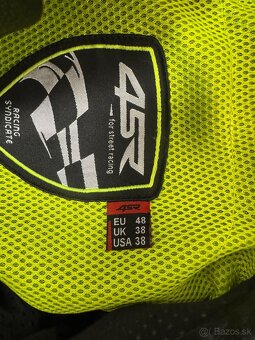 4SR
for street racing
RACING
SYNDICATE
4SR
EU 48
UK 38
USA 38
Bazos.sk